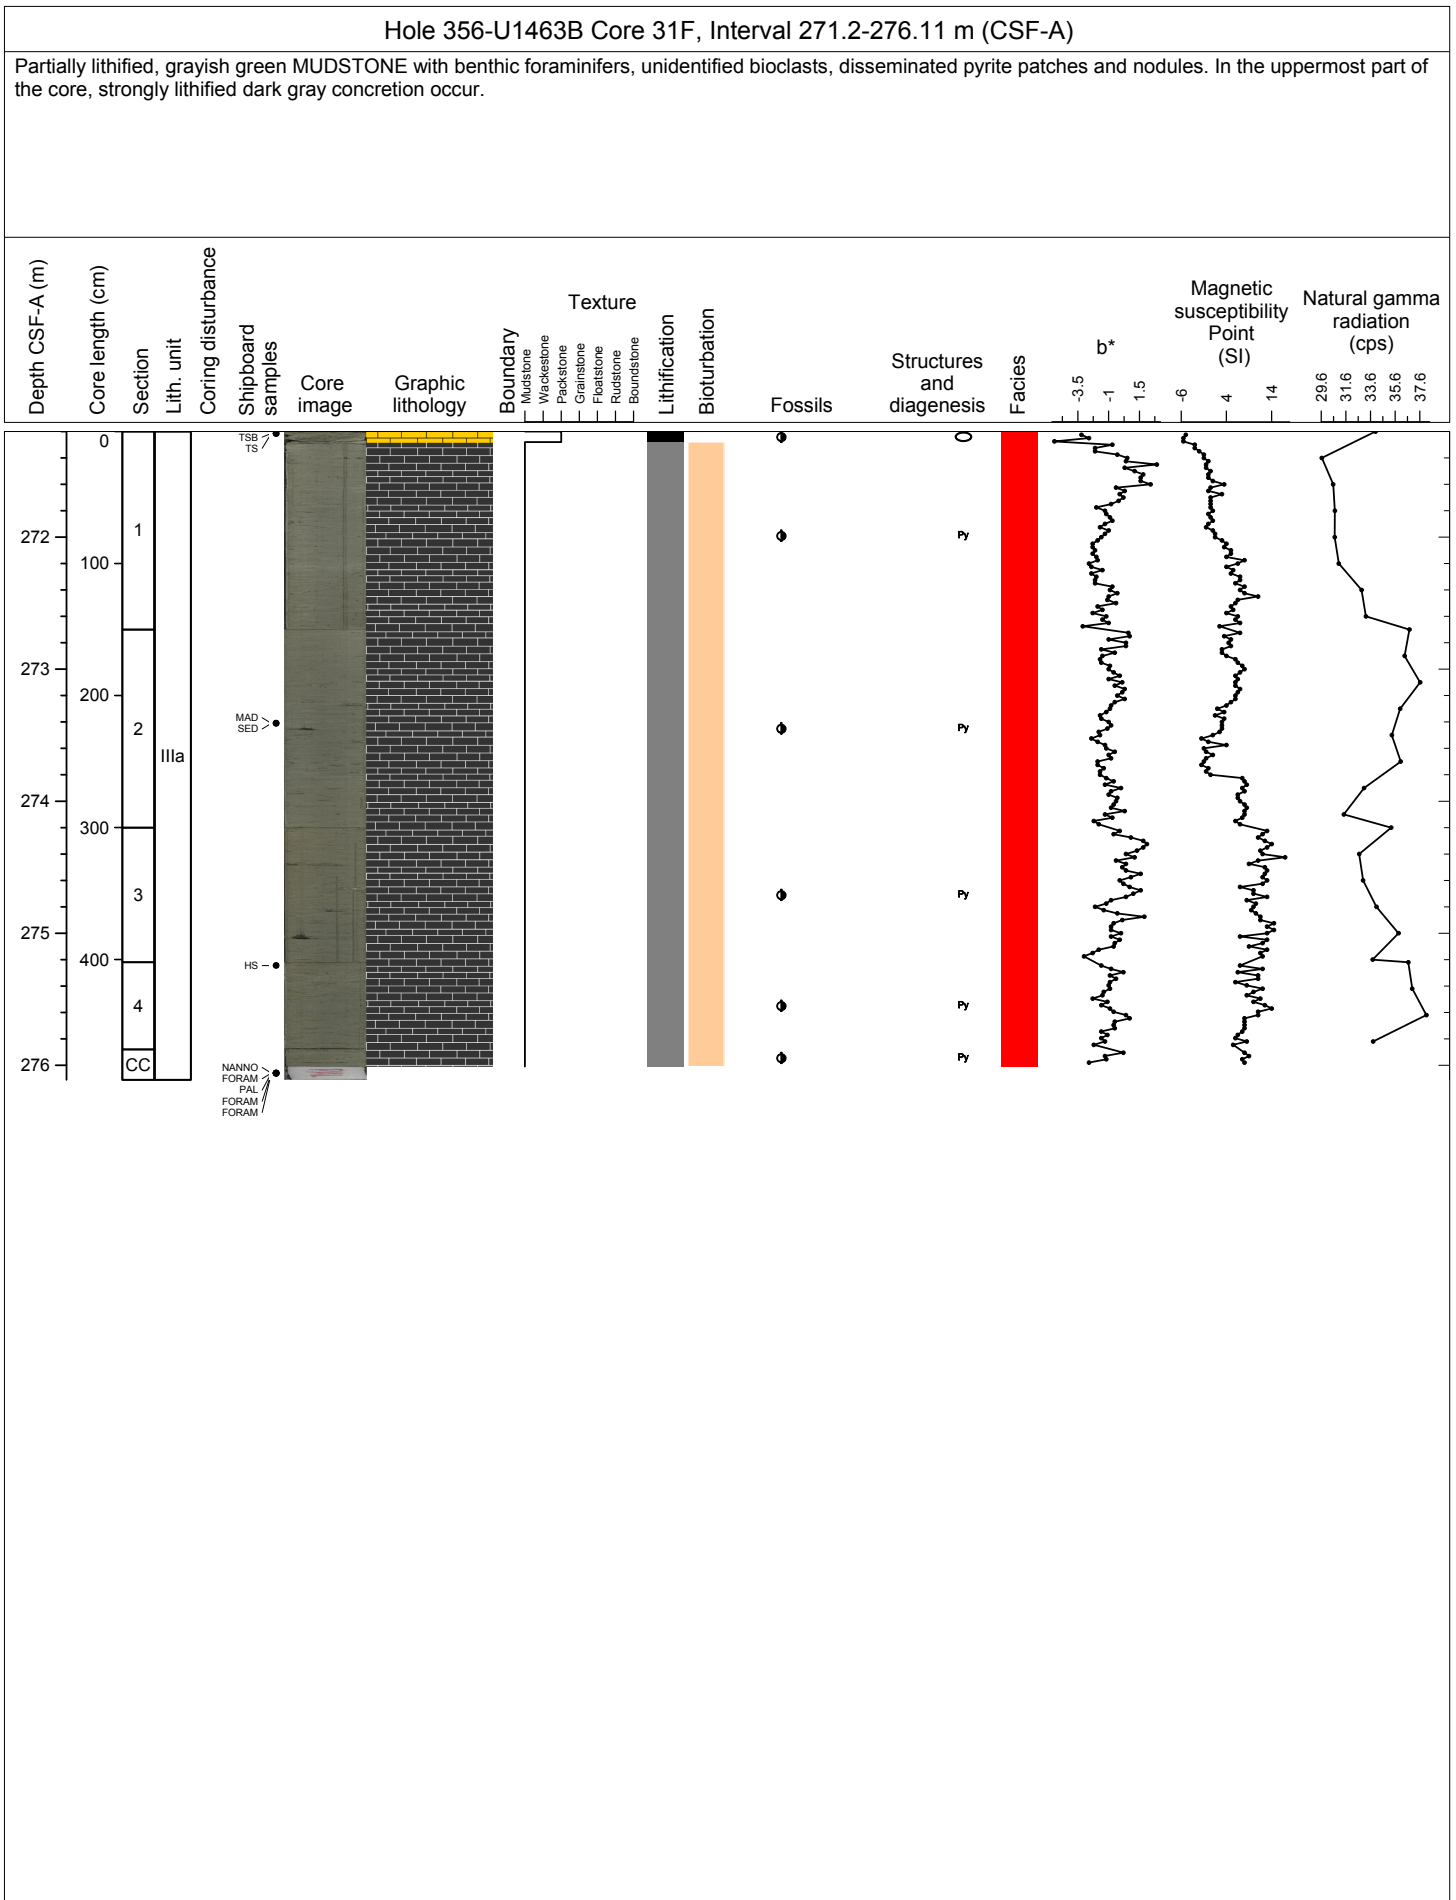 Hole 356-U1463B Core 31F, Interval 271.2-276.11 m (CSF-A)
Partially lithified, grayish green MUDSTONE with benthic foraminifers, unidentified bioclasts, disseminated pyrite patches and nodules. In the uppermost part of
the core, strongly lithified dark gray concretion occur.
Depth CSF-A (m)
Core length (cm)
Section
Lith. unit
Coring disturbance
Shipboard
samples
Core
image
Graphic
lithology
Boundary
Texture
Mudstone
Wackestone
Packstone
Grainstone
Floatstone
Rudstone
Boundstone
Lithification
Bioturbation
Fossils
Structures
and
diagenesis
Facies
b*
-3.5
-1
1.5
Magnetic
susceptibility
Point
(SI)
-6
4
14
Natural gamma
radiation
(cps)
29.6
31.6
33.6
35.6
37.6
272
273
274
275
276
0
100
200
300
400
1
2
3
4
CC
IIIa
TSB
TS
MAD
SED
HS
NANNO
FORAM
PAL
FORAM
FORAM
Py
Py
Py
Py
Py